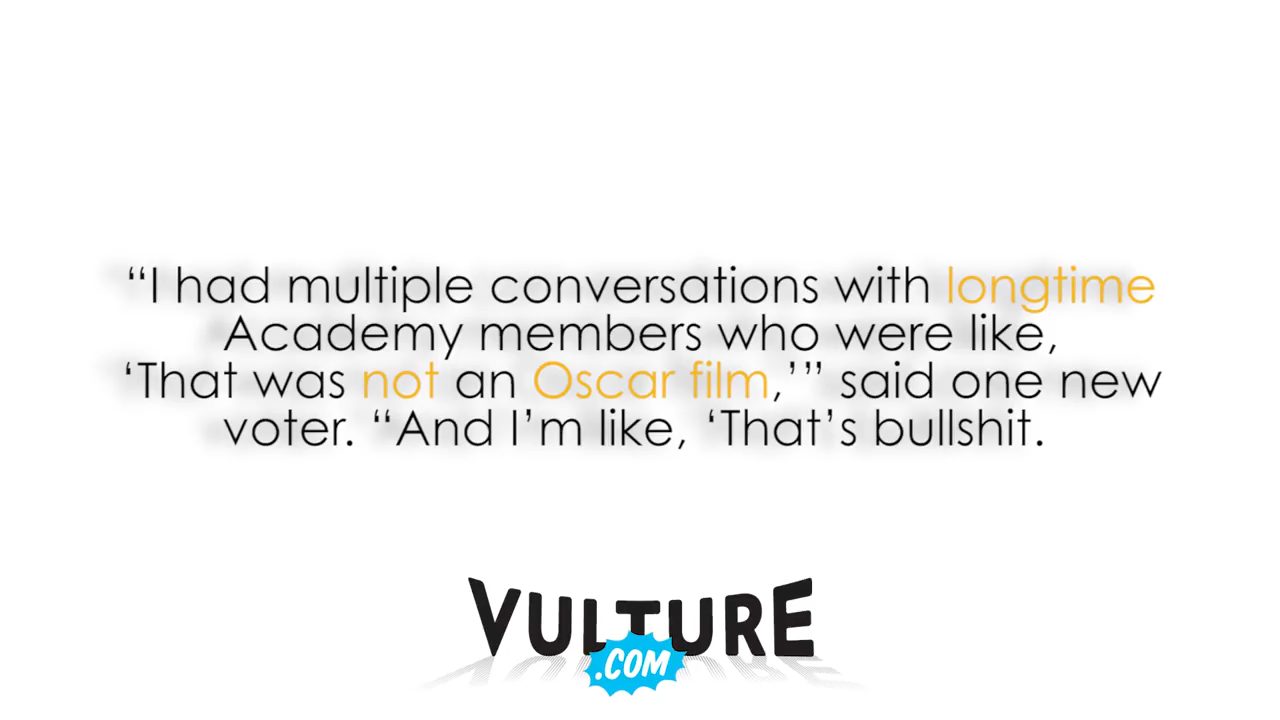 “I had multiple conversations with longtime
Academy members who were like,
‘That was not an Oscar film,’” said one new
voter. “And I’m like, ‘That’s bullshit.
VULTURE
.COM